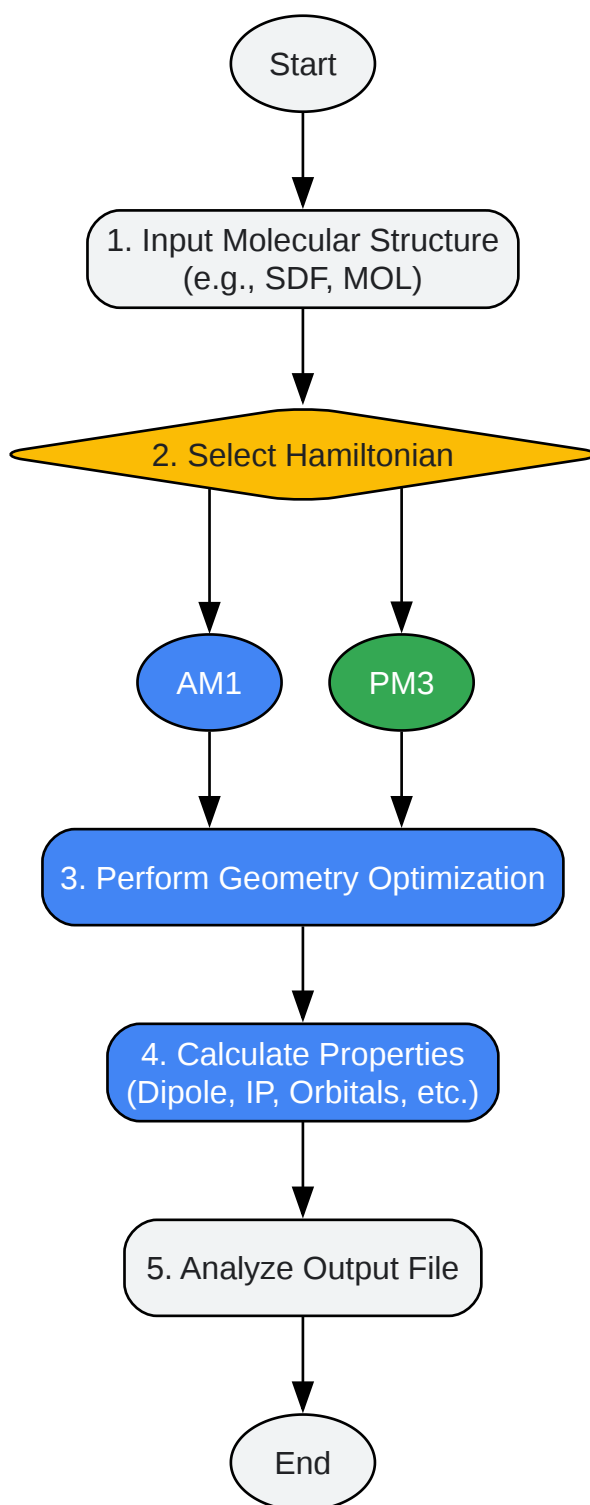 Start
1. Input Molecular Structure
(e.g., SDF, MOL)
2. Select Hamiltonian
AM1
PM3
3. Perform Geometry Optimization
4. Calculate Properties
(Dipole, IP, Orbitals, etc.)
5. Analyze Output File
End